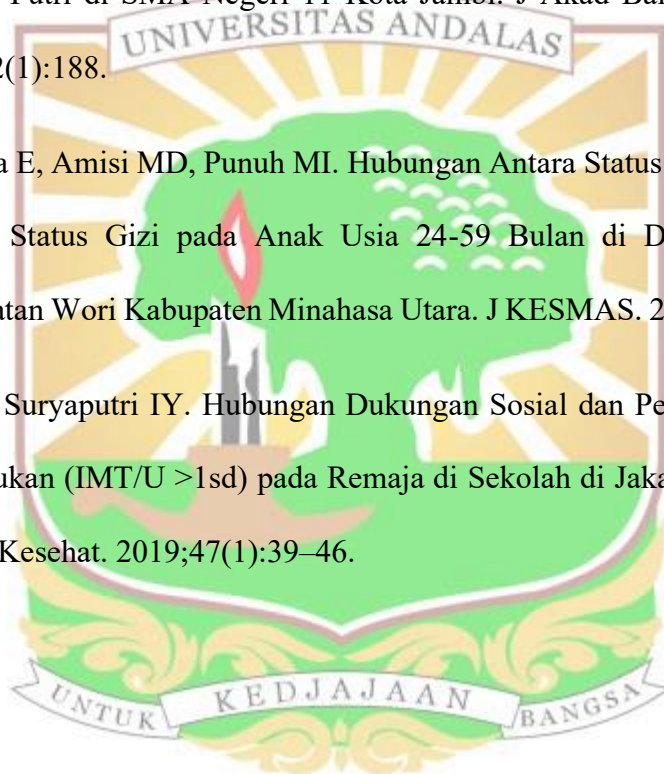 Putri di SMA Negeri 11 Kota Jambi. J Akad Bai
UNIVERSITAS ANDALAS
2(1):188.
a E, Amisi MD, Punuh MI. Hubungan Antara Status
Status Gizi pada Anak Usia 24-59 Bulan di D
atan Wori Kabupaten Minahasa Utara. J KESMAS. 2
Suryaputri IY. Hubungan Dukungan Sosial dan Pe
ukan (IMT/U >1sd) pada Remaja di Sekolah di Jaka
Kesehat. 2019;47(1):39–46.
UNTUK KEDJAJAAN BANGSA